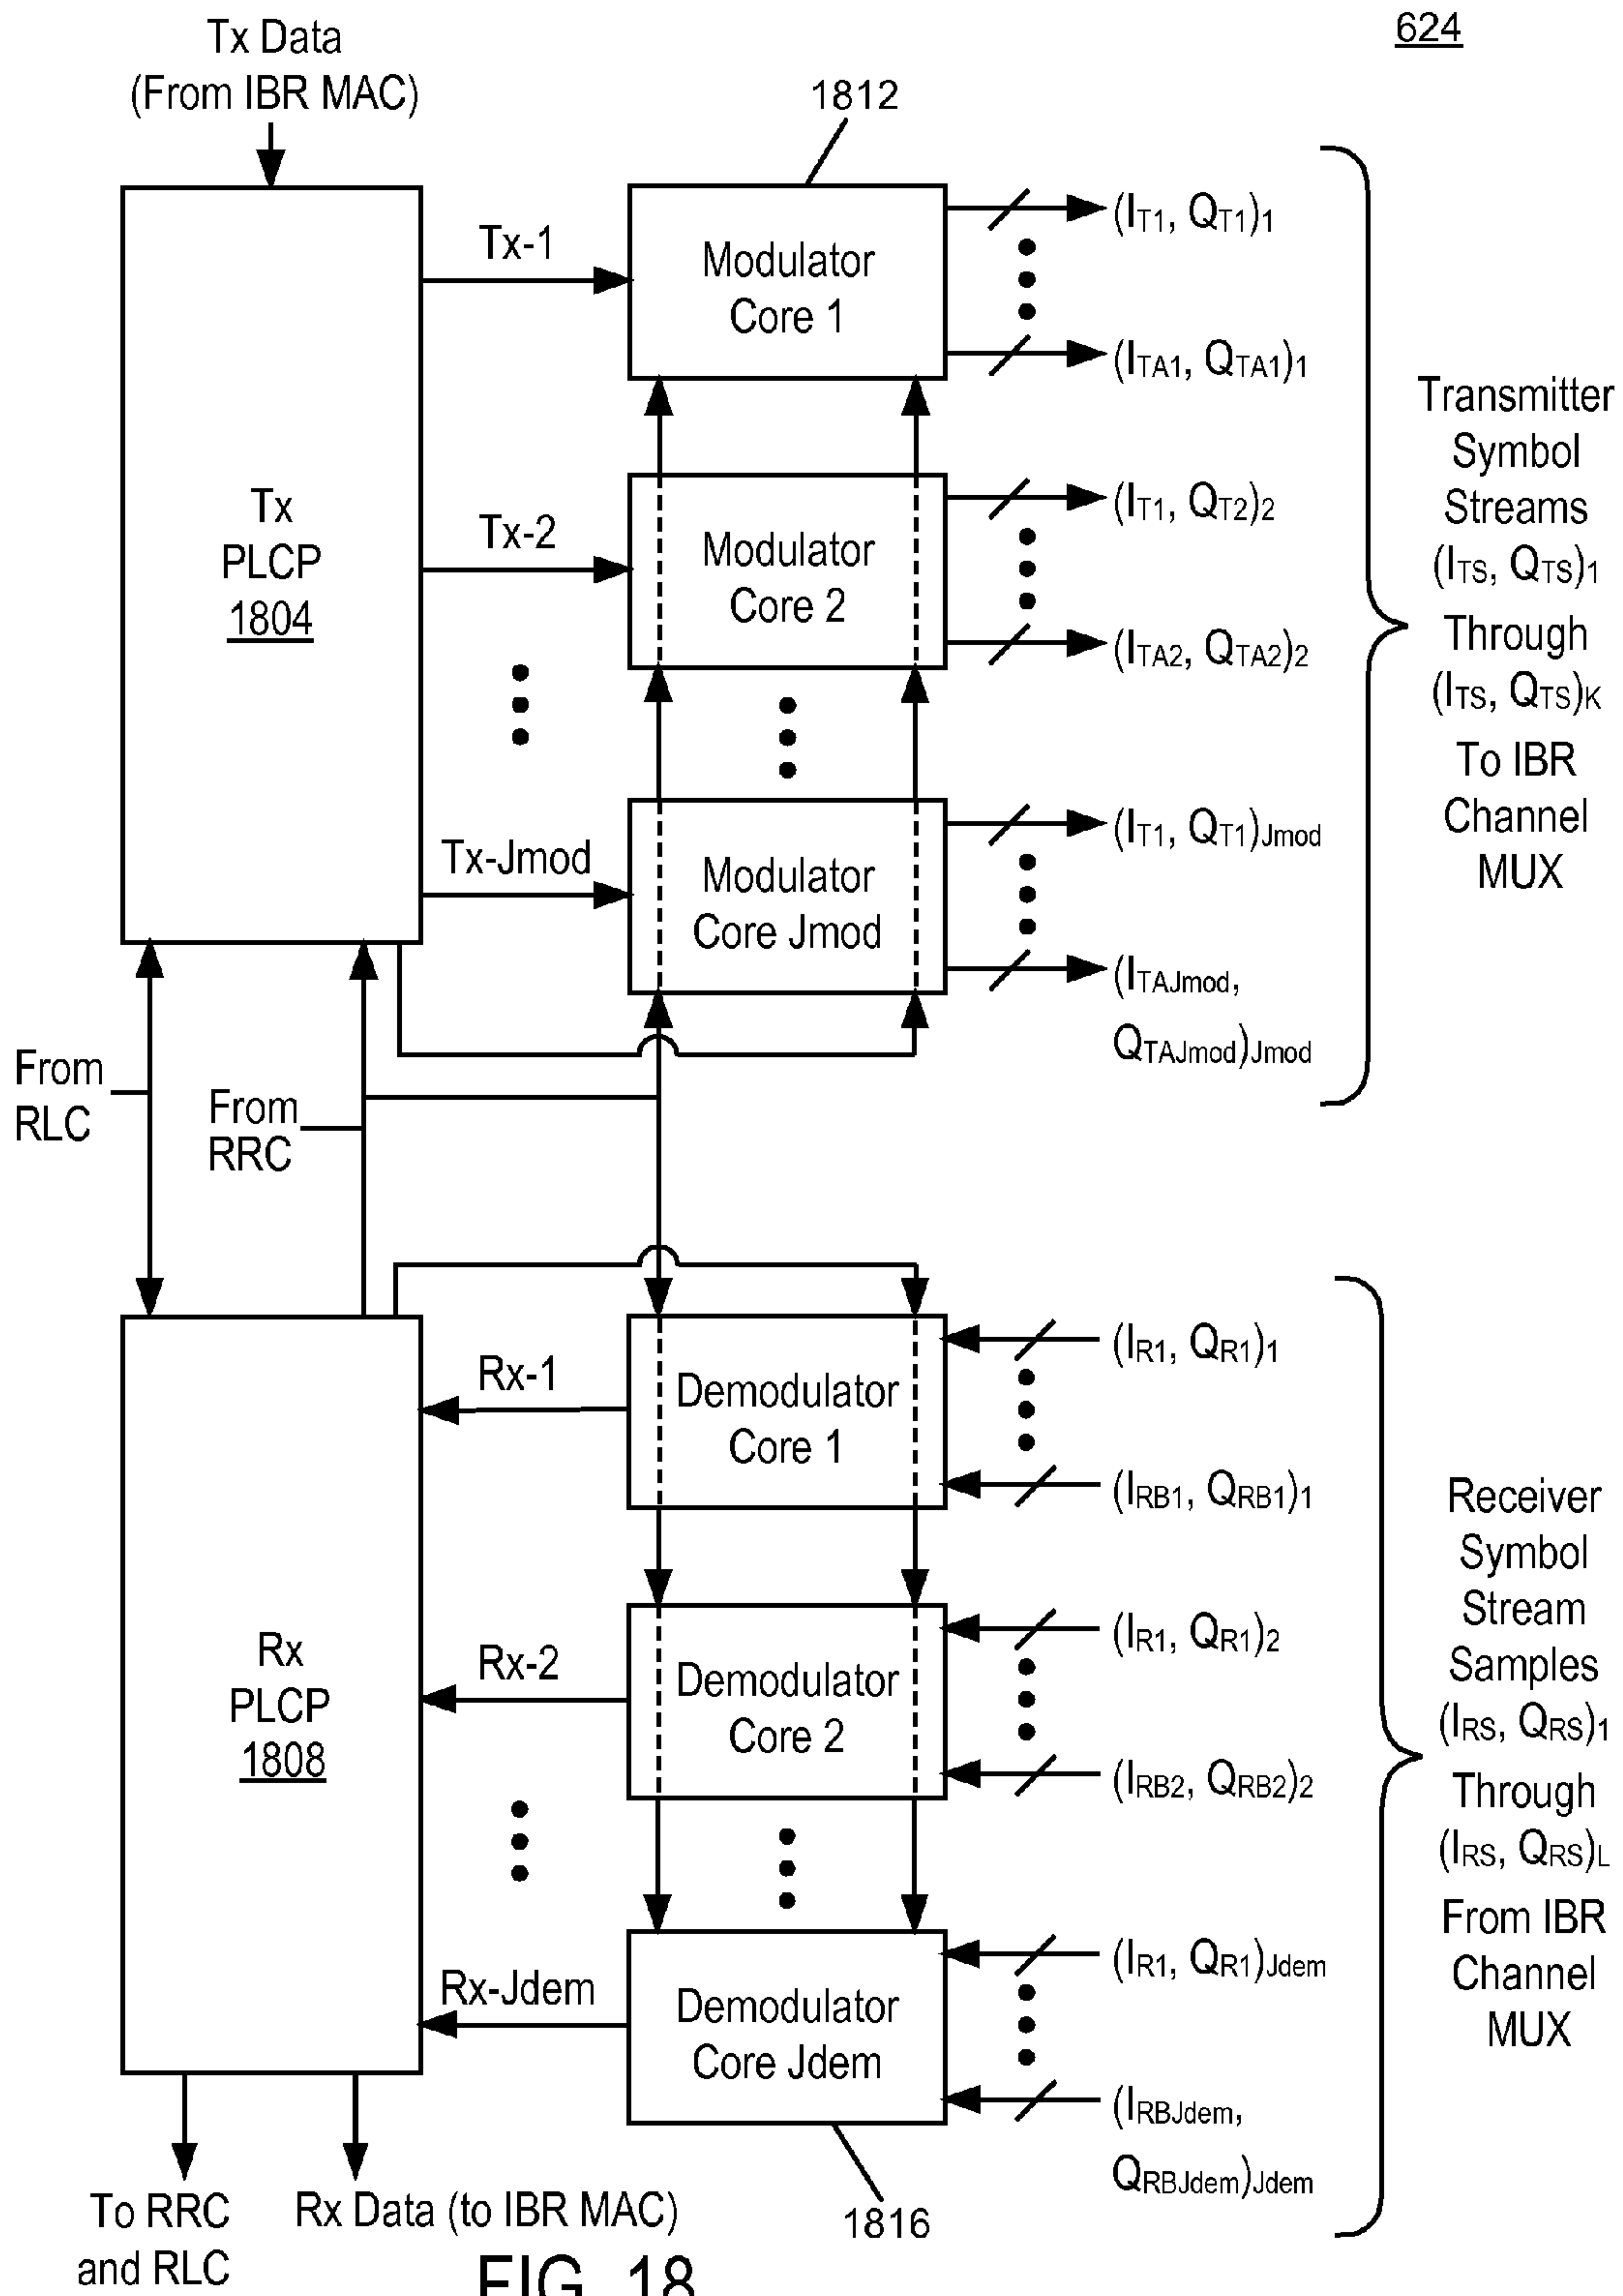 624
Tx Data
(From IBR MAC)
1812
Tx
PLCP
1804
Tx-1
Tx-2
Tx-Jmod
Modulator
Core 1
Modulator
Core 2
Modulator
Core Jmod
(IT1, QT1)1
(ITA1, QTA1)1
(IT1, QT2)2
(ITA2, QTA2)2
(IT1, QT1)Jmod
(ITAJmod,
QTAJmod)Jmod
Transmitter
Symbol
Streams
(ITS, QTS)1
Through
(ITS, QTS)K
To IBR
Channel
MUX
From
RLC
From
RRC
Rx
PLCP
1808
Rx-1
Rx-2
Rx-Jdem
Demodulator
Core 1
Demodulator
Core 2
Demodulator
Core Jdem
(IR1, QR1)1
(IRB1, QRB1)1
(IR1, QR1)2
(IRB2, QRB2)2
(IR1, QR1)Jdem
(IRBJdem,
QRBJdem)Jdem
Receiver
Symbol
Stream
Samples
(IRS, QRS)1
Through
(IRS, QRS)L
From IBR
Channel
MUX
1816
To RRC
and RLC
Rx Data (to IBR MAC)
FIG. 18